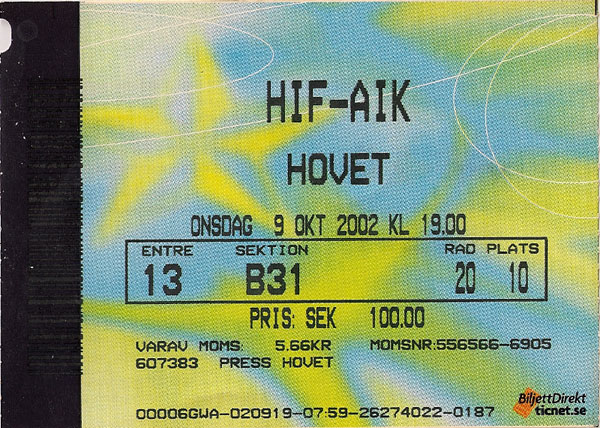 HIF-AIK
HOVET
ONSDAG 9 OKT 2002 KL 19.00
ENTRE SEKTION RAD PLATS
13 B31 20 10
PRIS: SEK 100.00
VARAV MOMS: 5.66KR MOMSNR:556566-6905
607383 PRESS HOVET
00006GWA-020919-07:59-26274022-0187
BiljettDirekt
ticnet.se